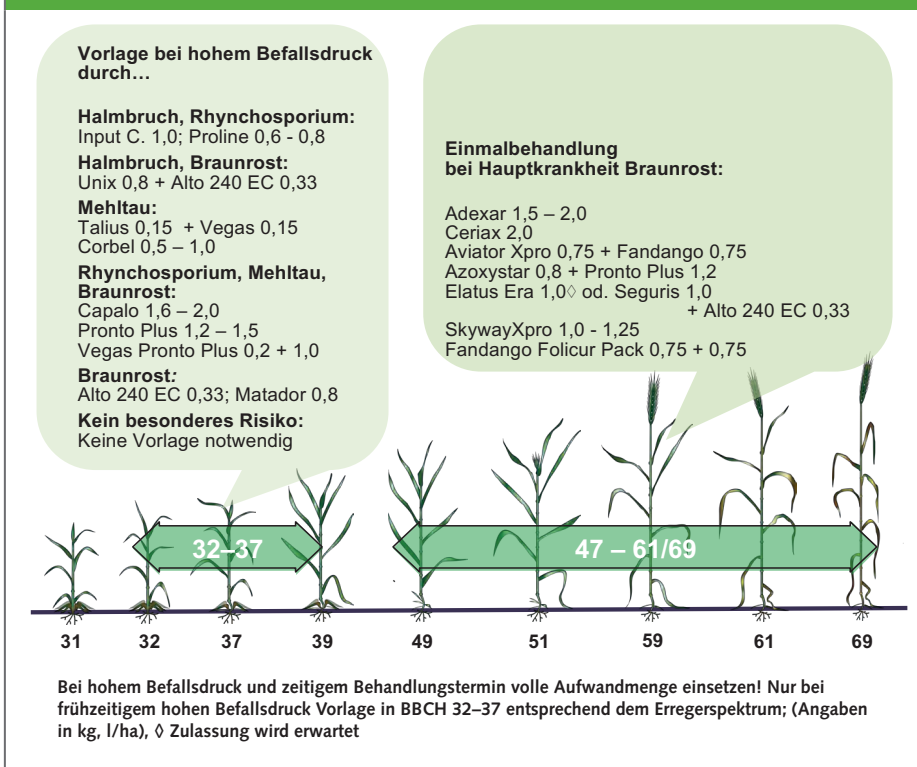 Vorlage bei hohem Befallsdruck
durch…
Halmbruch, Rhynchosporium:
Input C. 1,0; Proline 0,6 - 0,8
Halmbruch, Braunrost:
Unix 0,8 + Alto 240 EC 0,33
Mehltau:
Talius 0,15 + Vegas 0,15
Corbel 0,5 – 1,0
Rhynchosporium, Mehltau,
Braunrost:
Capalo 1,6 – 2,0
Pronto Plus 1,2 – 1,5
Vegas Pronto Plus 0,2 + 1,0
Braunrost:
Alto 240 EC 0,33; Matador 0,8
Kein besonderes Risiko:
Keine Vorlage notwendig
Einmalbehandlung
bei Hauptkrankheit Braunrost:
Adexar 1,5 – 2,0
Ceriax 2,0
Aviator Xpro 0,75 + Fandango 0,75
Azoxystar 0,8 + Pronto Plus 1,2
Elatus Era 1,0◊ od. Seguris 1,0
+ Alto 240 EC 0,33
SkywayXpro 1,0 - 1,25
Fandango Folicur Pack 0,75 + 0,75
32–37
47 – 61/69
31 32 37 39 49 51 59 61 69
Bei hohem Befallsdruck und zeitigem Behandlungstermin volle Aufwandmenge einsetzen! Nur bei
frühzeitigem hohen Befallsdruck Vorlage in BBCH 32–37 entsprechend dem Erregerspektrum; (Angaben
in kg, l/ha), ◊ Zulassung wird erwartet